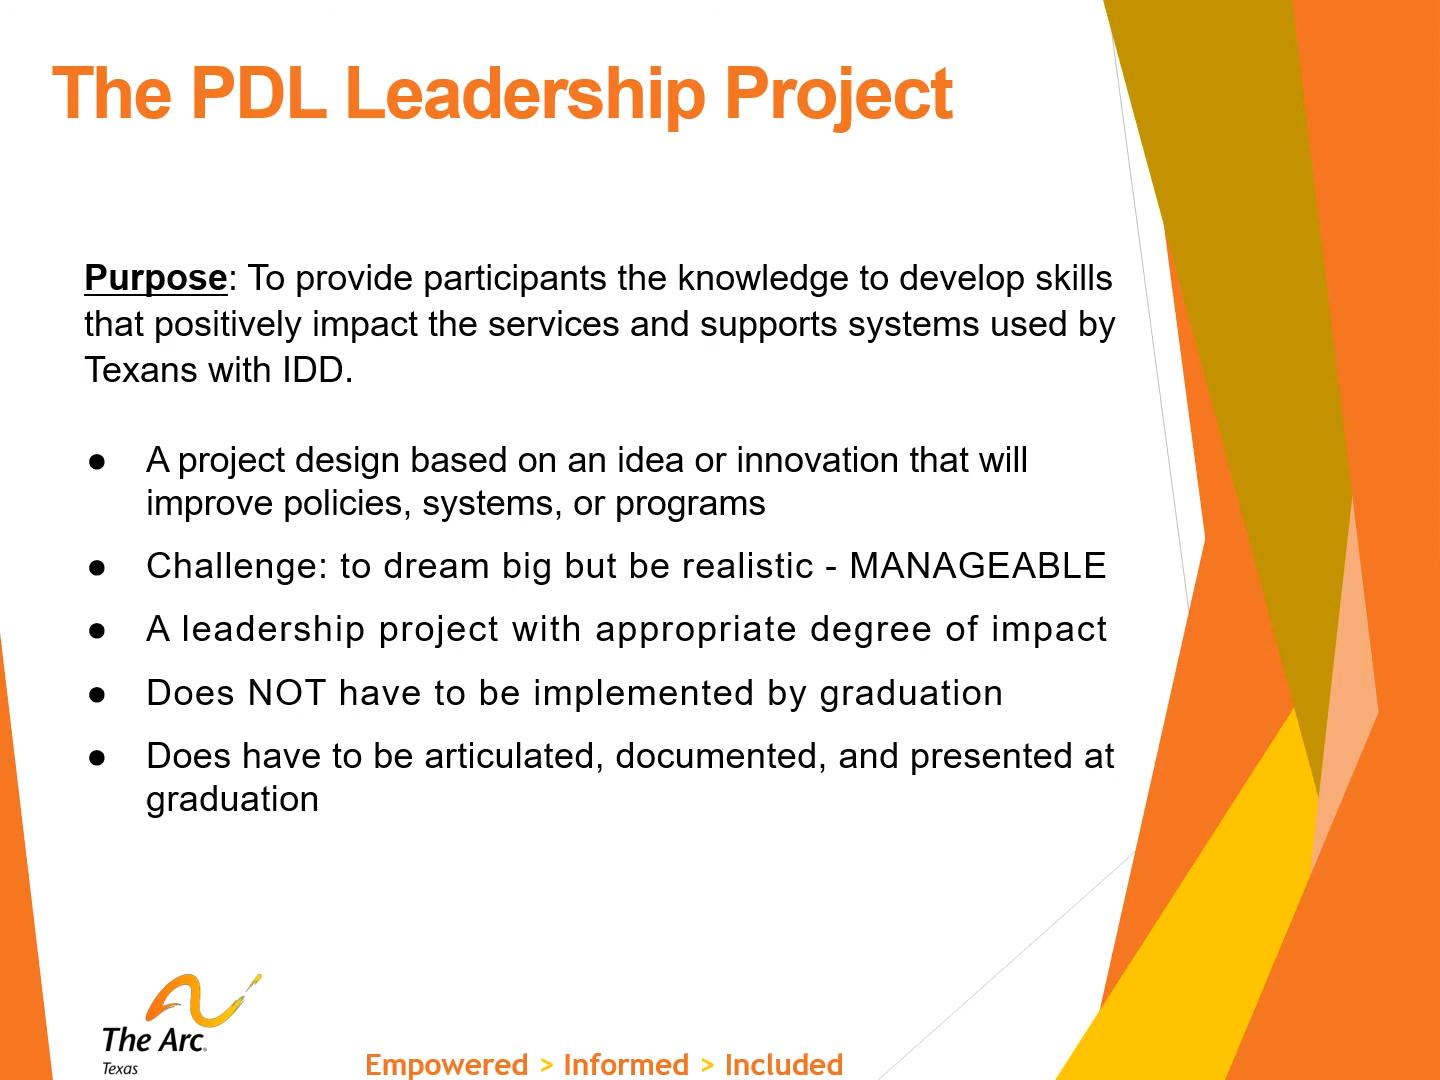 The PDL Leadership Project
Purpose: To provide participants the knowledge to develop skills
that positively impact the services and supports systems used by
Texans with IDD.
● A project design based on an idea or innovation that will
improve policies, systems, or programs
● Challenge: to dream big but be realistic - MANAGEABLE
● A leadership project with appropriate degree of impact
● Does NOT have to be implemented by graduation
● Does have to be articulated, documented, and presented at
graduation
The Arc.
Texas
Empowered > Informed > Included